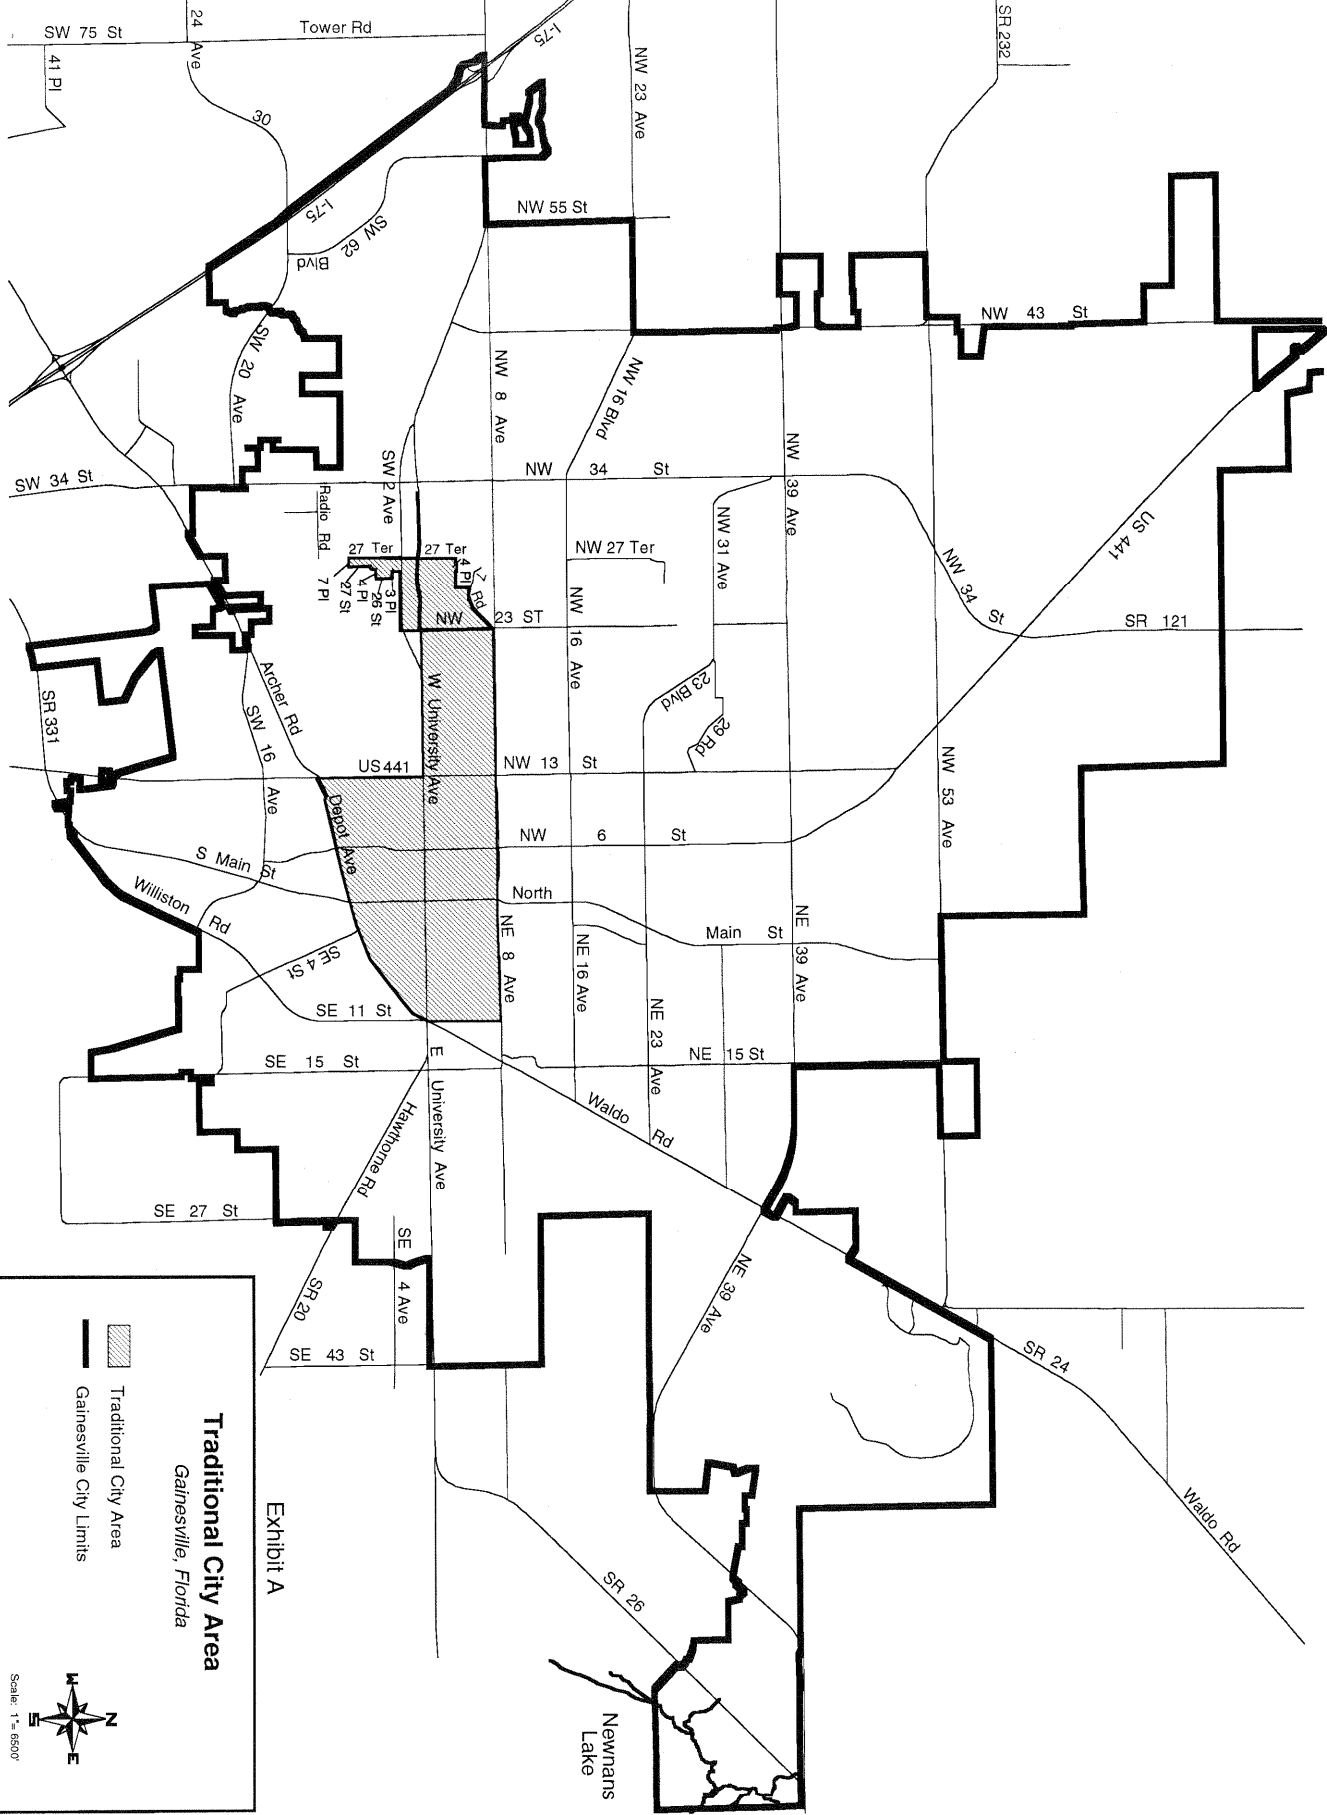 SW 75 St
24
Ave
Tower Rd
I-75
SR 232
41 Pl
30
NW 23 Ave
I-75
SW 62
Blvd
NW 55 St
NW 43 St
SW 20 Ave
NW 8 Ave
NW 16 Blvd
NW 39 Ave
US 441
SW 34 St
SW 2 Ave
NW 34 St
Radio Rd
NW 31 Ave
27 Ter
27 Ter
NW 27 Ter
4 Pl
7 Rd
7 Pl
27 St
4 Pl
26 St
3 Pl
NW 23 ST
NW 16 Ave
NW 34 St
SR 121
Archer Rd
SR 331
SW 16 Ave
W University Ave
23 Blvd
29 Rd
US 441
NW 13 St
NW 53 Ave
Depot Ave
NW 6 St
S Main St
Williston Rd
North
Main St
NE 39 Ave
SE 4 St
NE 8 Ave
NE 16 Ave
NE 23 Ave
SE 11 St
SE 15 St
NE 15 St
E University Ave
Waldo Rd
Hawthorne Rd
SE 27 St
SE 4 Ave
NE 39 Ave
SR 20
SE 43 St
SR 24
Waldo Rd
SR 26
Newnans
Lake
Exhibit A
Traditional City Area
Gainesville, Florida
Traditional City Area
Gainesville City Limits
N
W
E
S
Scale: 1"= 6500'